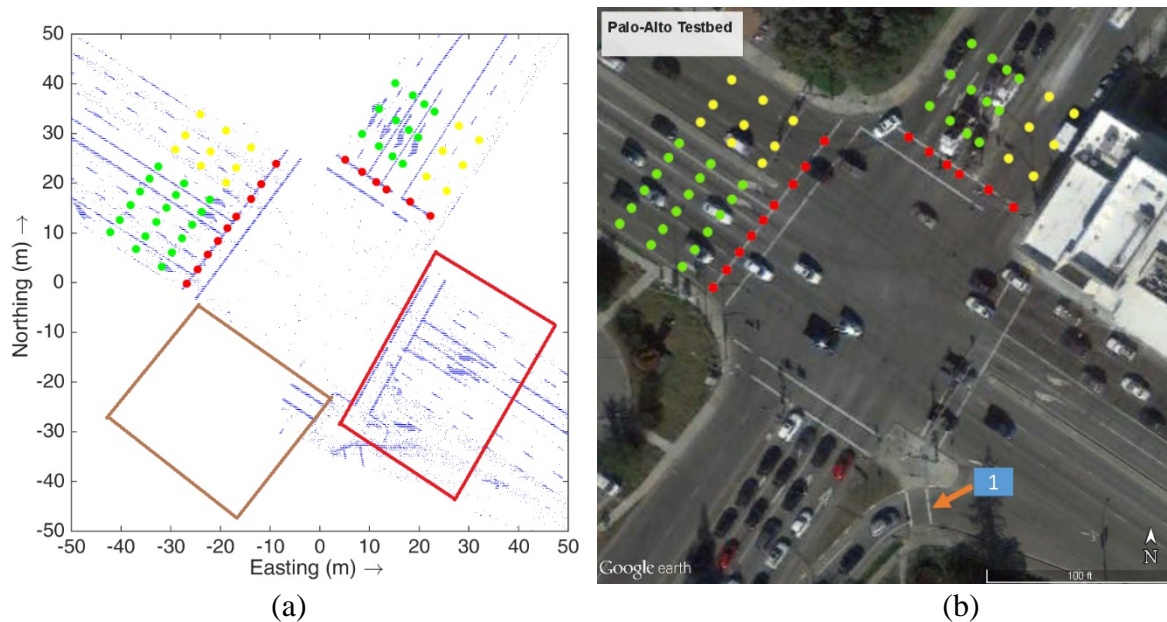 50
40
30
20
10
0
-10
-20
-30
-40
-50
Northing (m) →
-50 -40 -30 -20 -10 0 10 20 30 40 50
Easting (m) →
(a)
Palo-Alto Testbed
1
N
Google earth
100 ft
(b)